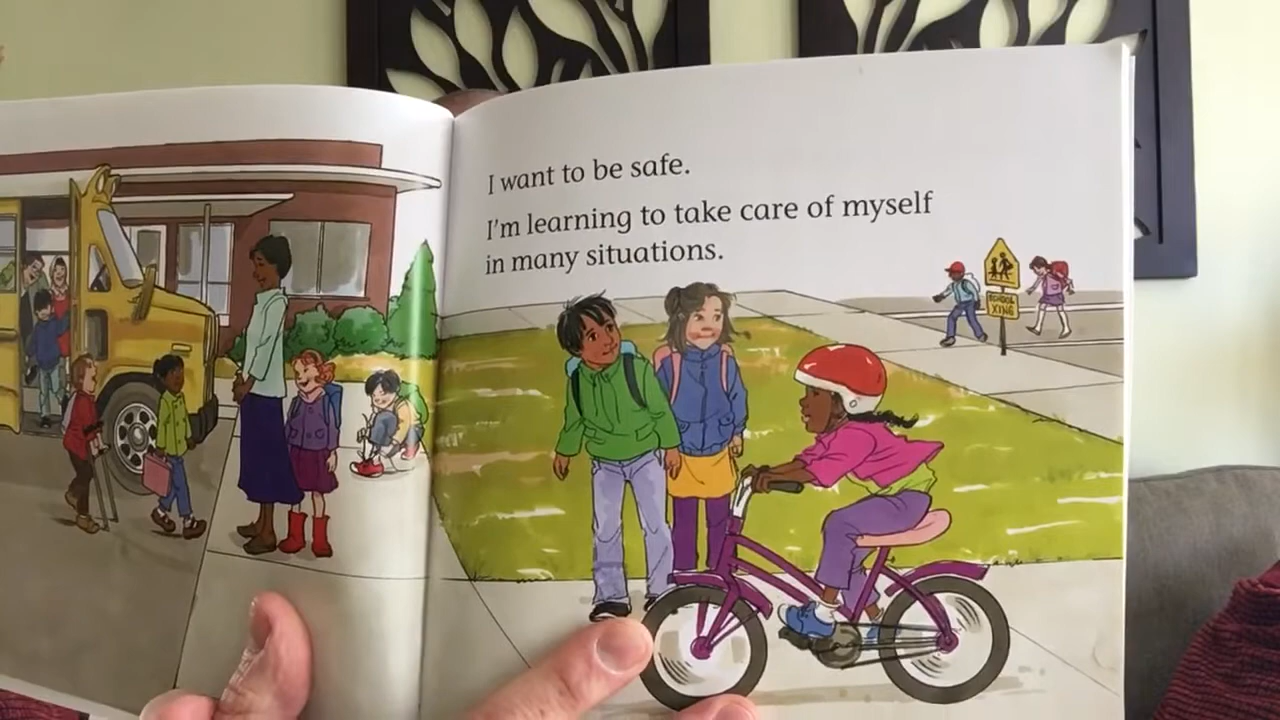 I want to be safe.
I'm learning to take care of myself
in many situations.
SCHOOL
XING